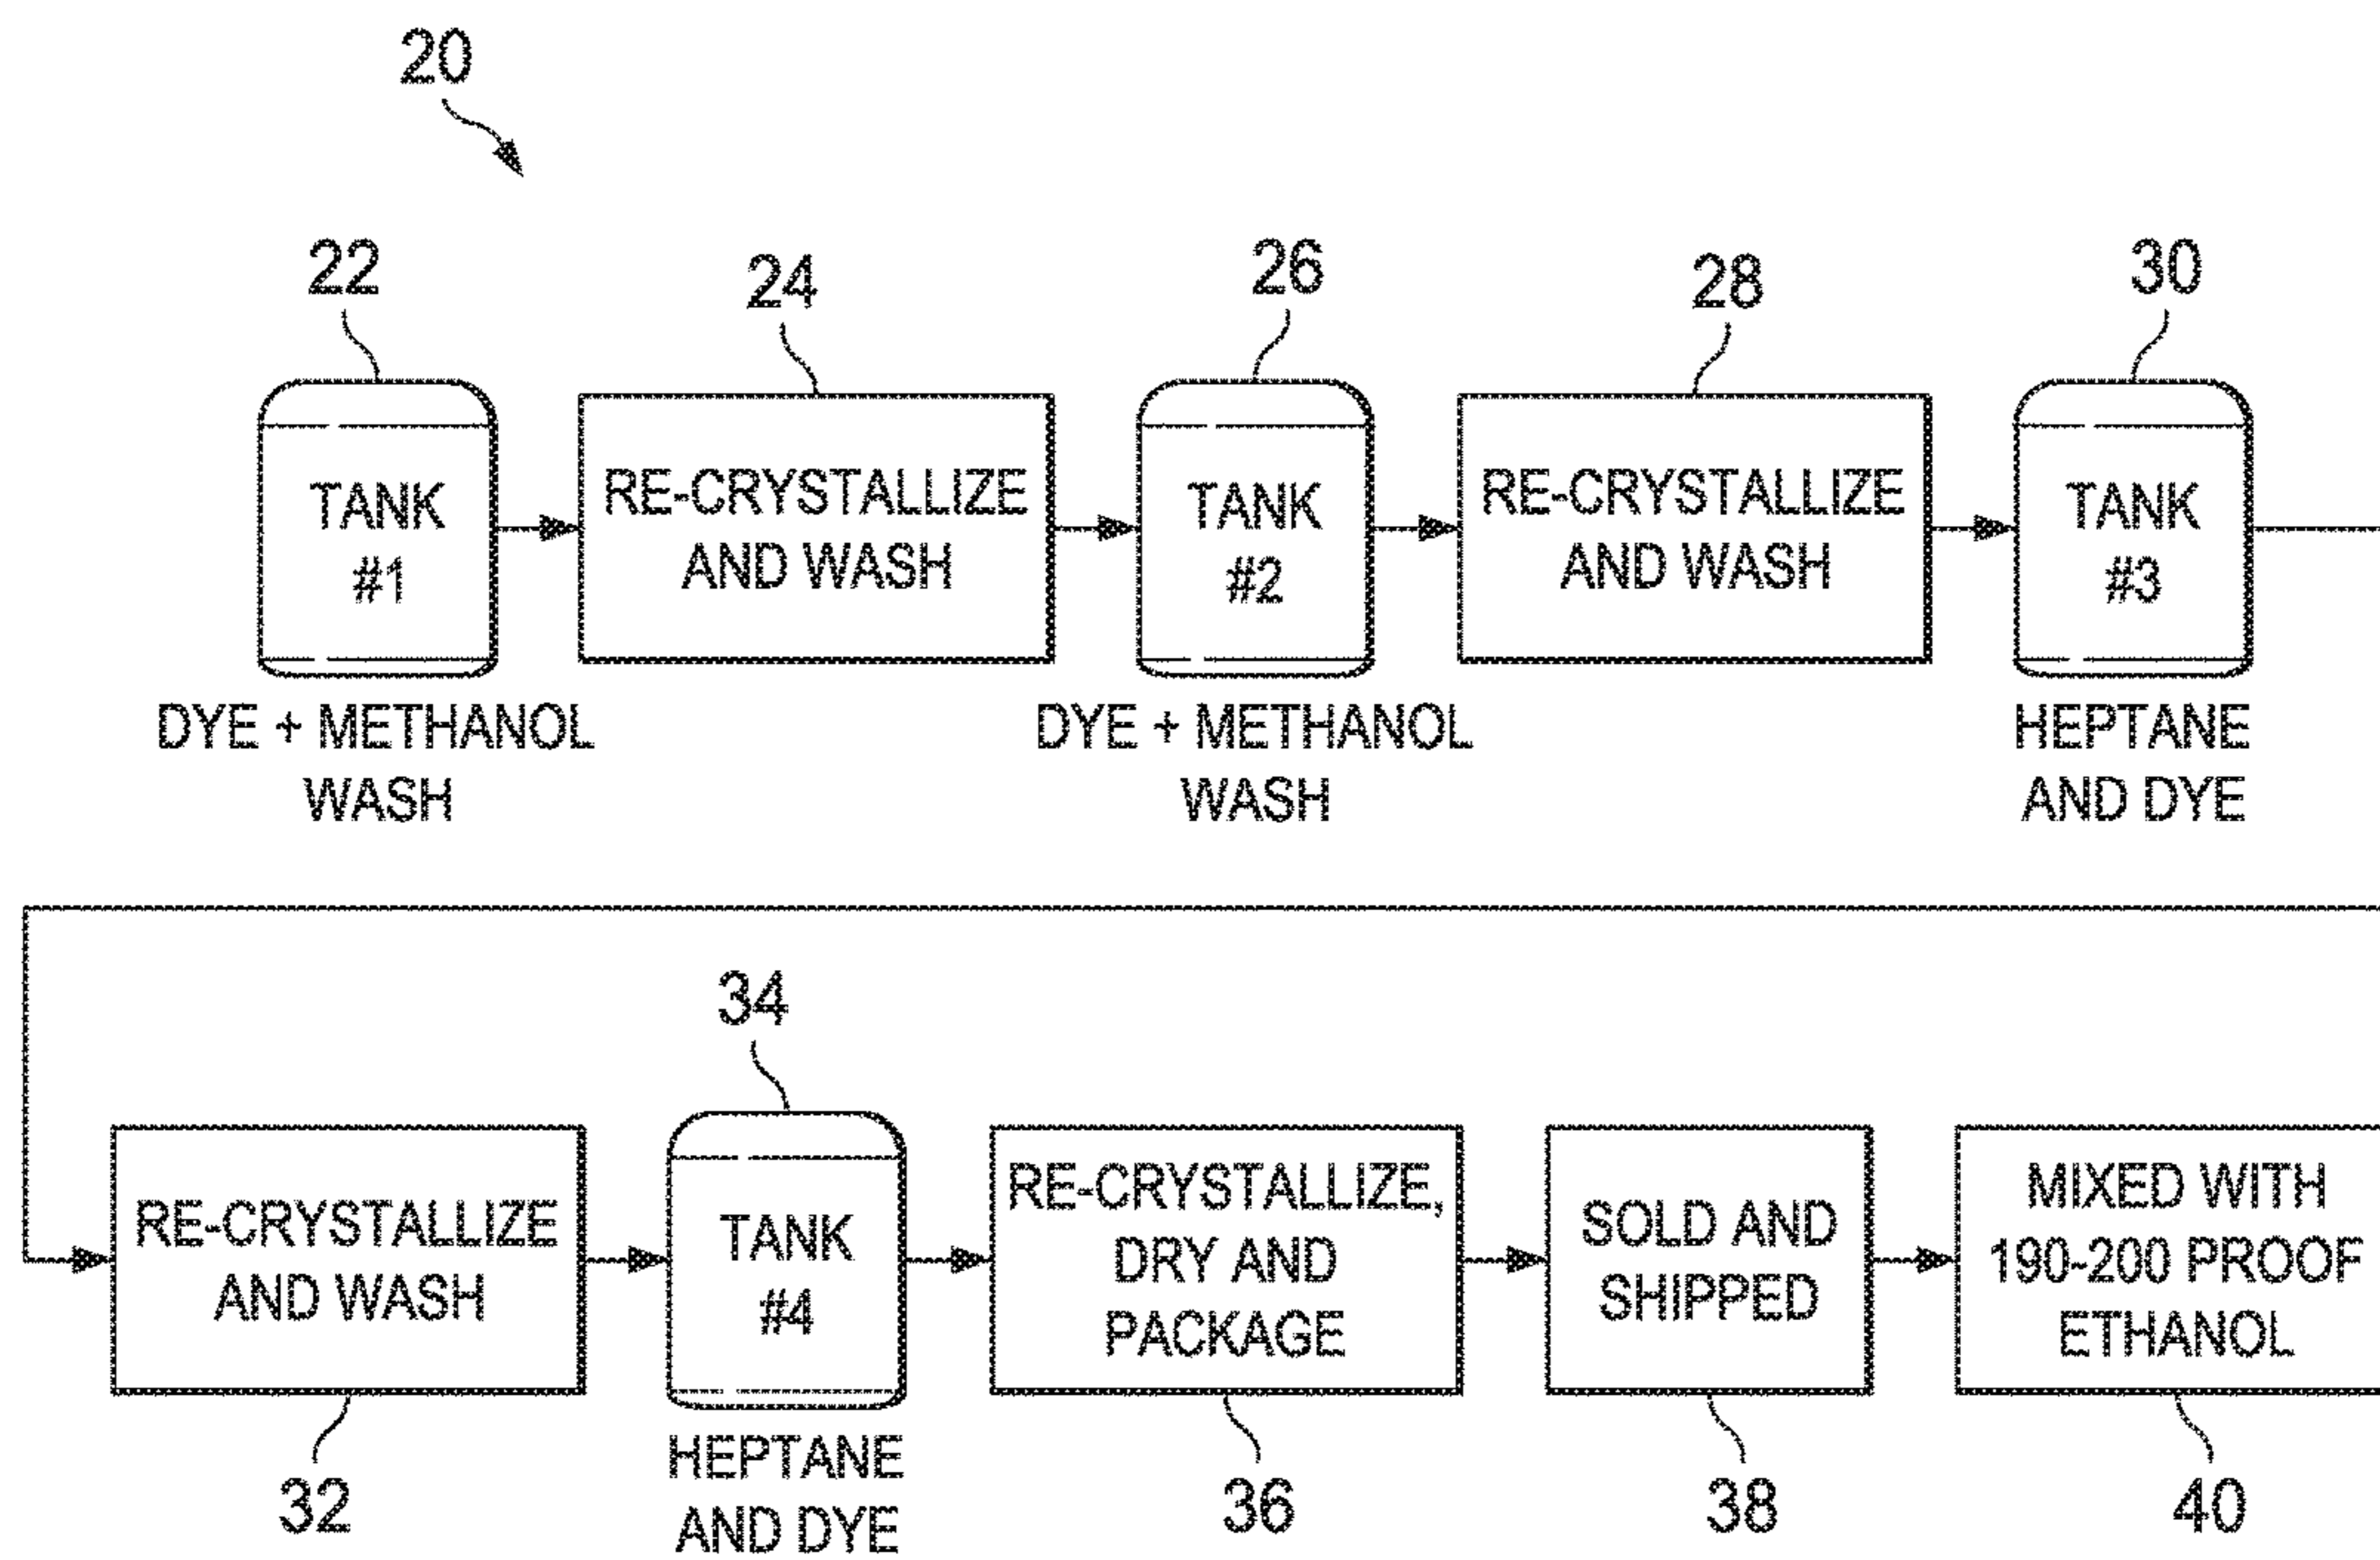 20
22
24
26
28
30
TANK
#1
RE-CRYSTALLIZE
AND WASH
TANK
#2
RE-CRYSTALLIZE
AND WASH
TANK
#3
DYE + METHANOL
WASH
DYE + METHANOL
WASH
HEPTANE
AND DYE
34
RE-CRYSTALLIZE
AND WASH
TANK
#4
RE-CRYSTALLIZE,
DRY AND
PACKAGE
SOLD AND
SHIPPED
MIXED WITH
190-200 PROOF
ETHANOL
32
HEPTANE
AND DYE
36
38
40